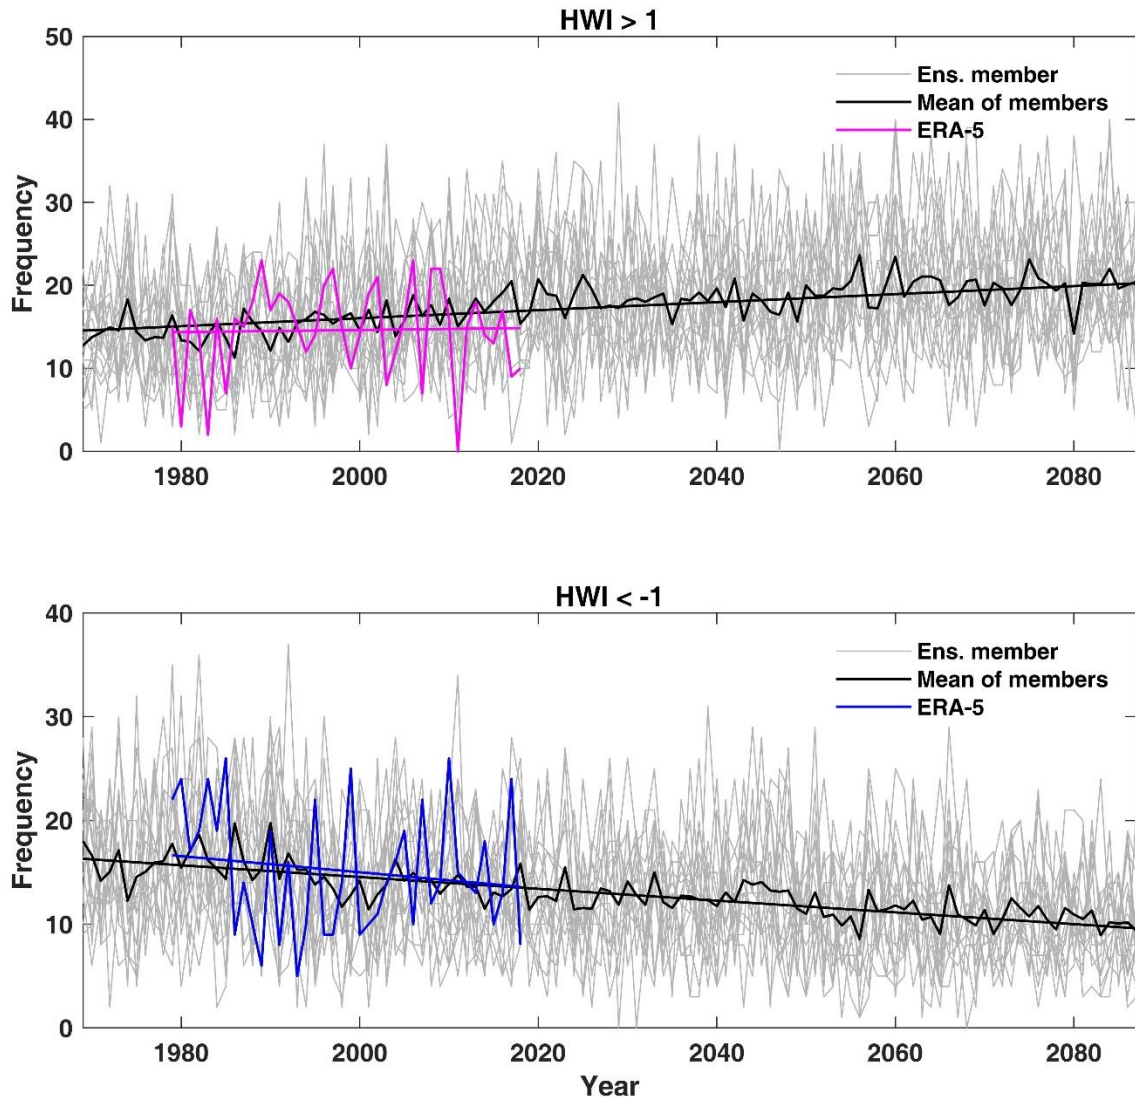 HWI > 1
50
40
30
20
10
0
Frequency
Ens. member
Mean of members
ERA-5
1980 2000 2020 2040 2060 2080
HWI < -1
40
30
20
10
0
Frequency
Ens. member
Mean of members
ERA-5
1980 2000 2020 2040 2060 2080
Year